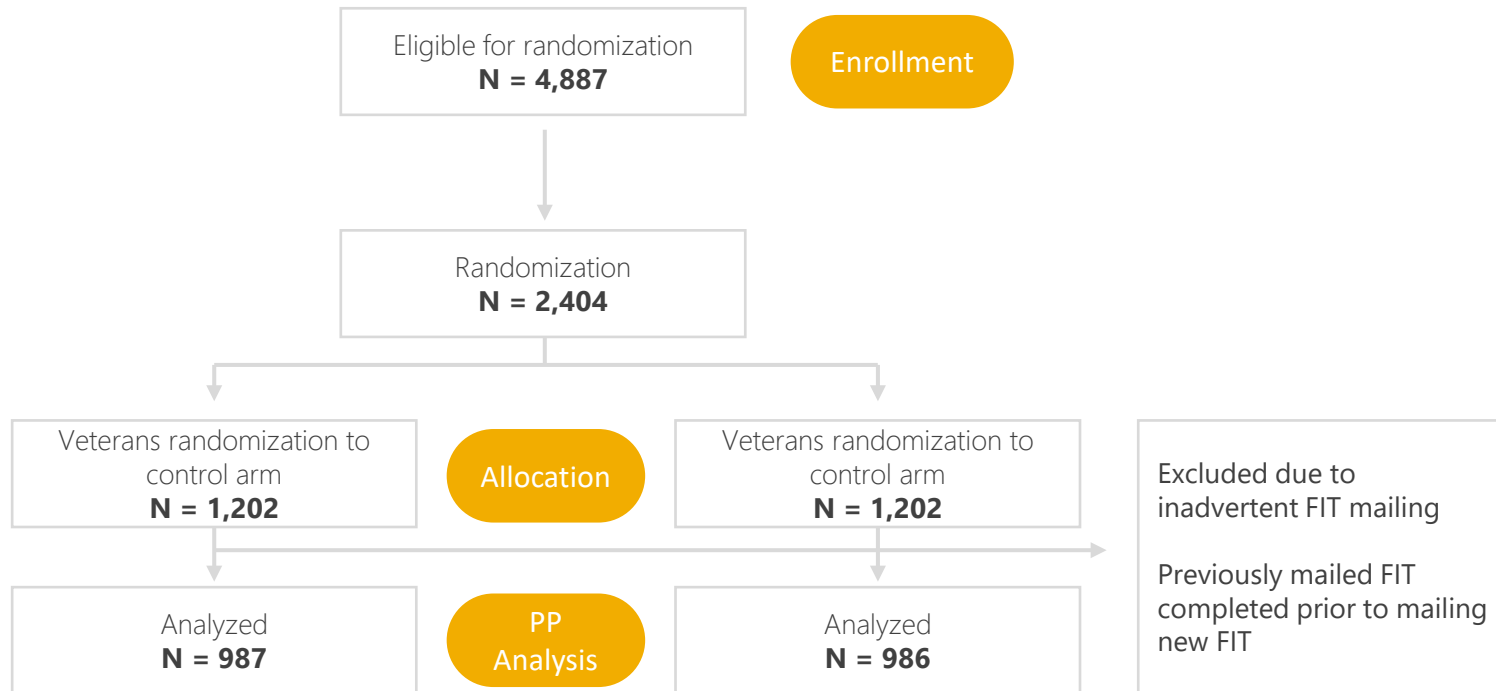 Eligible for randomization
N = 4,887
Enrollment
Randomization
N = 2,404
Veterans randomization to
control arm
N = 1,202
Allocation
Veterans randomization to
control arm
N = 1,202
Excluded due to
inadvertent FIT mailing
Previously mailed FIT
completed prior to mailing
new FIT
Analyzed
N = 987
PP
Analysis
Analyzed
N = 986